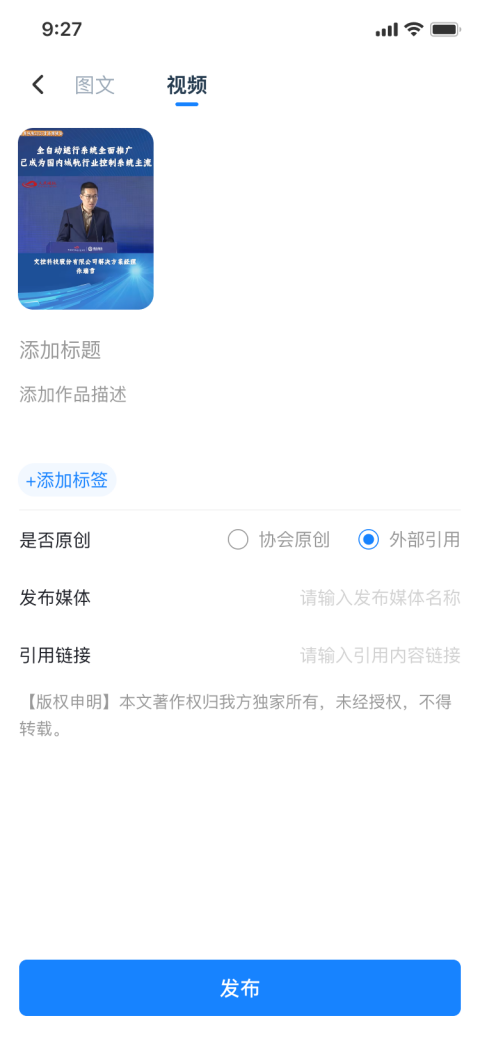 9:27
图文
视频
全自动运行系统全面推广
已成为国内城轨行业控制系统主流
交控科技股份有限公司解决方案经理
添加标题
添加作品描述
+添加标签
是否原创
协会原创
外部引用
发布媒体
请输入发布媒体名称
引用链接
请输入引用内容链接
【版权申明】本文著作权归我方独家所有，未经授权，不得
转载。
发布